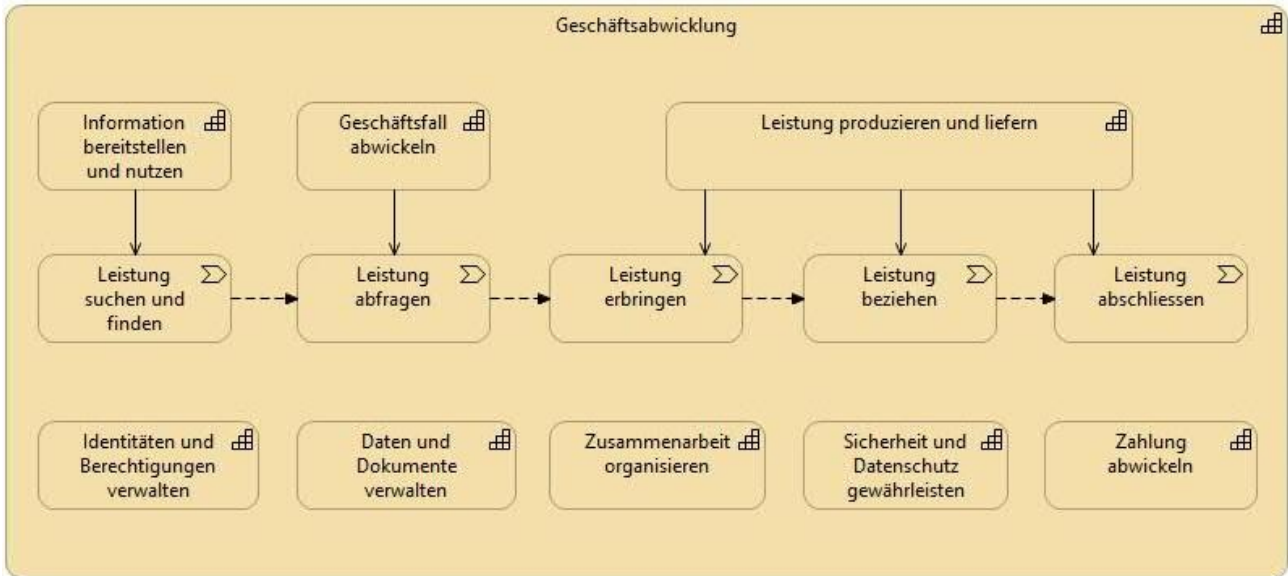 Geschäftsabwicklung
Information
bereitstellen
und nutzen
Geschäftsfall
abwickeln
Leistung produzieren und liefern
Leistung
suchen und
finden
Leistung
abfragen
Leistung
erbringen
Leistung
beziehen
Leistung
abschliessen
Identitäten und
Berechtigungen
verwalten
Daten und
Dokumente
verwalten
Zusammenarbeit
organisieren
Sicherheit und
Datenschutz
gewährleisten
Zahlung
abwickeln